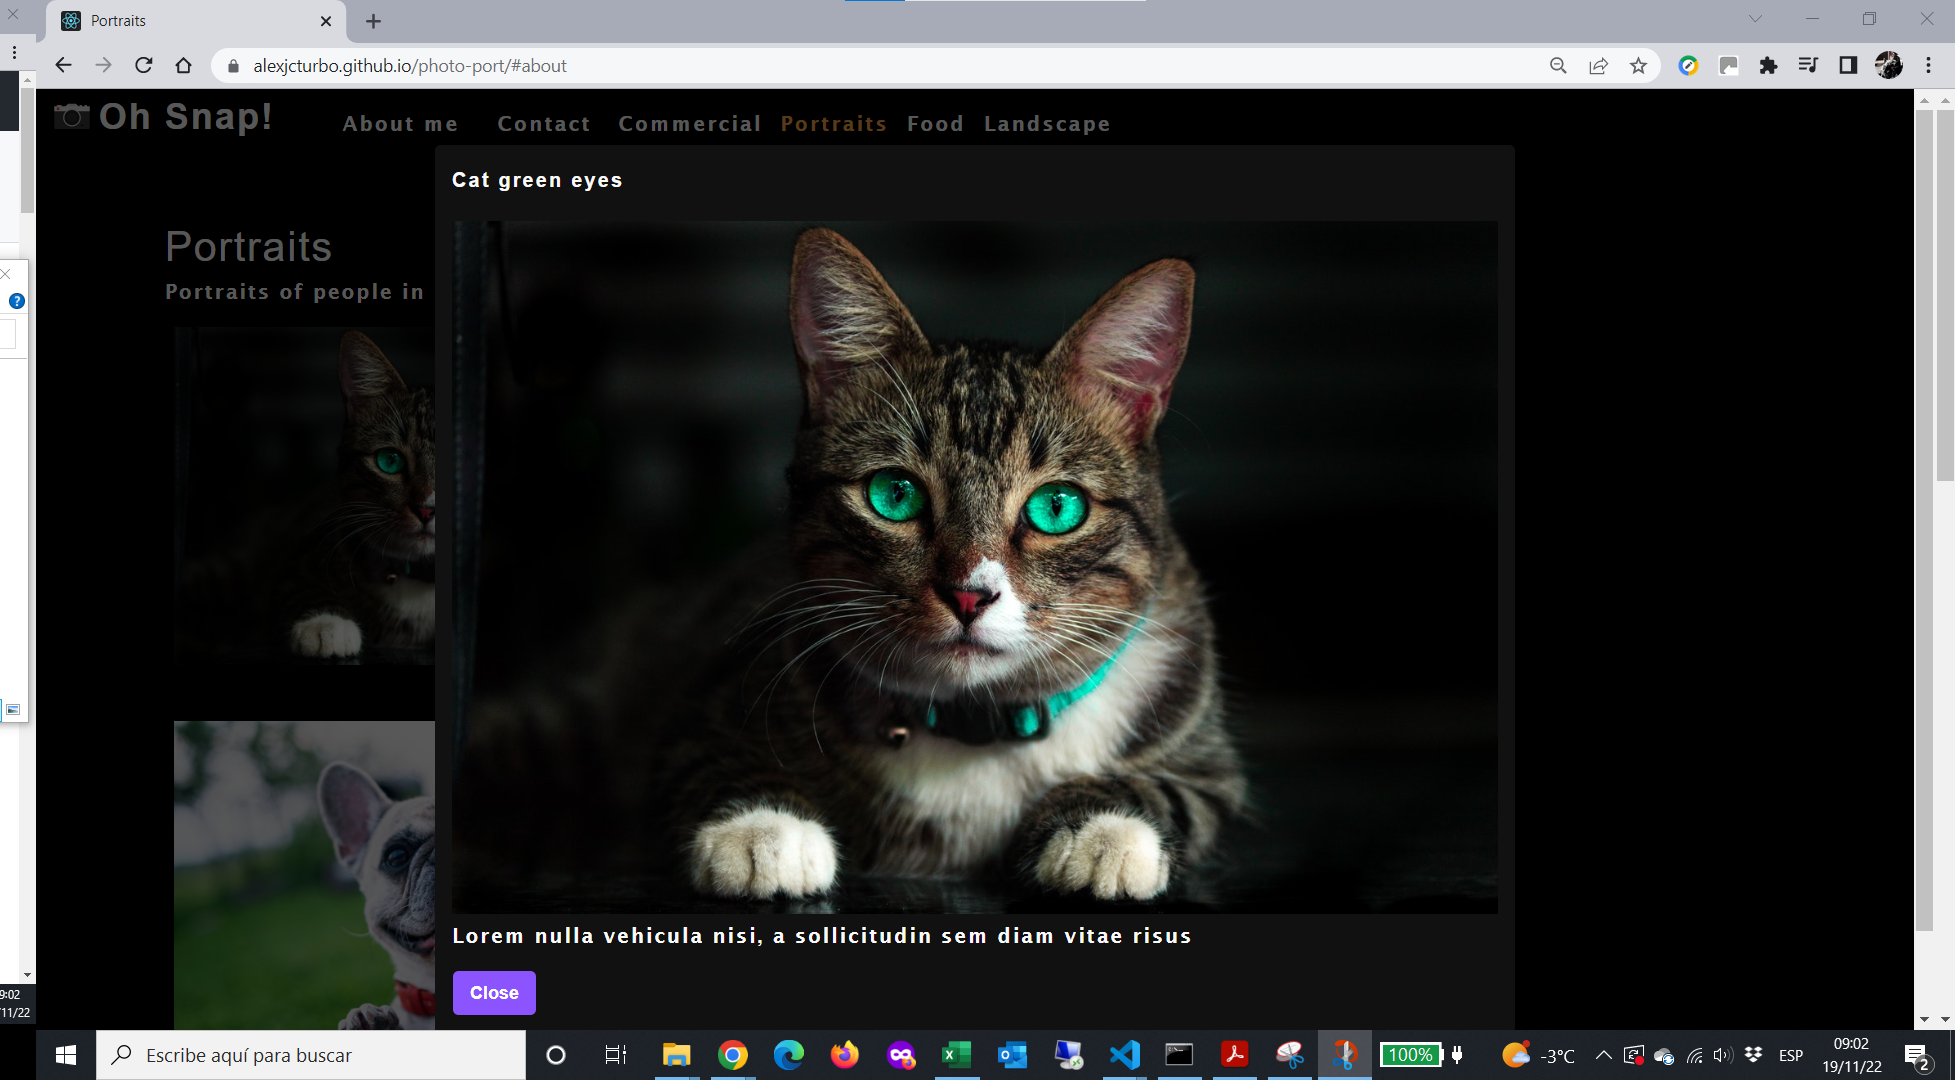 Portraits
alexjcturbo.github.io/photo-port/#about
Oh Snap!
About me Contact Commercial Portraits Food Landscape
Cat green eyes
Portraits
Portraits of people in
Lorem nulla vehicula nisi, a sollicitudin sem diam vitae risus
Close
9:02
11/22
Escribe aquí para buscar
100%
-3°C
ESP
09:02
19/11/22
2